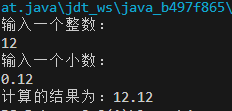 at.java\jdt_ws\java_b497f865\
输入一个整数：
12
输入一个小数：
0.12
计算的结果为：12.12